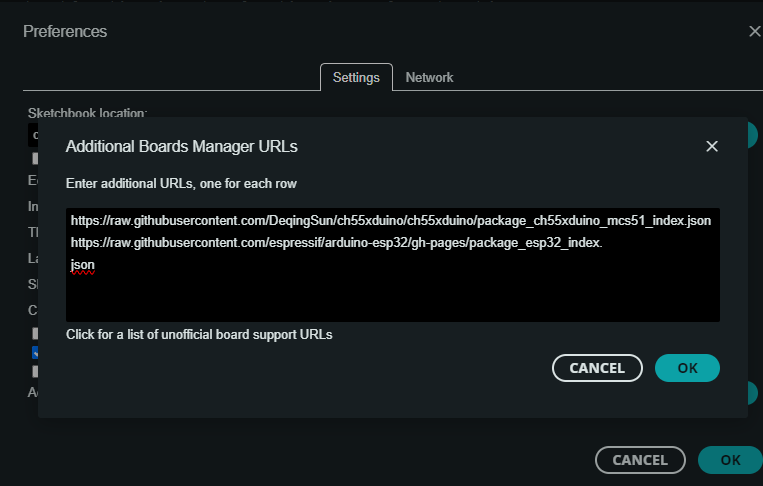 Preferences
Settings
Network
Sketchbook location:
Additional Boards Manager URLs
Enter additional URLs, one for each row
https://raw.githubusercontent.com/DeqingSun/ch55xduino/ch55xduino/package_ch55xduino_mcs51_index.json
https://raw.githubusercontent.com/espressif/arduino-esp32/gh-pages/package_esp32_index.
json
Click for a list of unofficial board support URLs
CANCEL OK
CANCEL OK